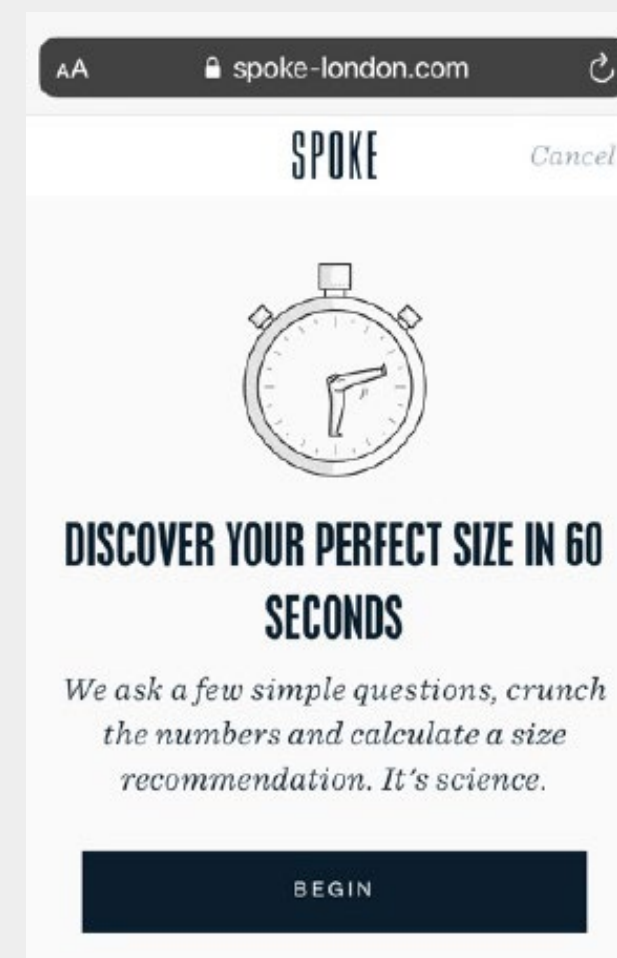 AA spoke-london.com
SPOKE Cancel
DISCOVER YOUR PERFECT SIZE IN 60
SECONDS
We ask a few simple questions, crunch
the numbers and calculate a size
recommendation. It's science.
BEGIN